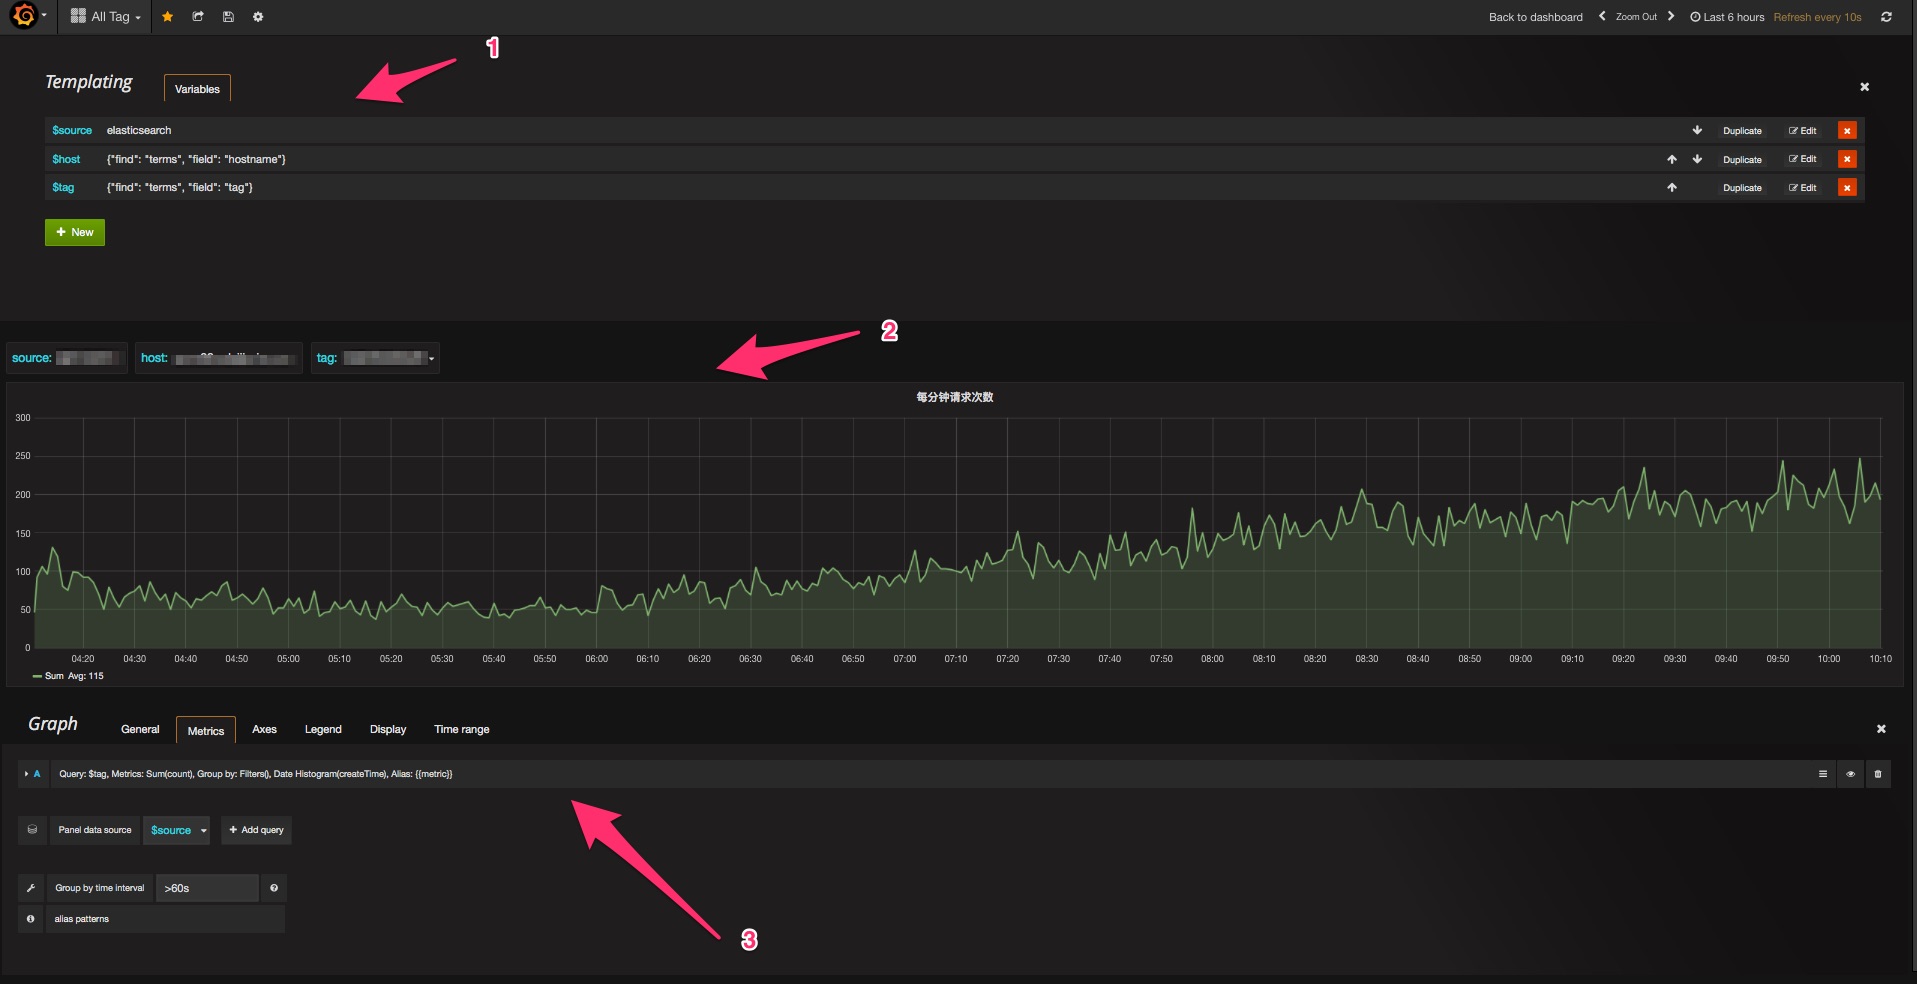 All Tag
Back to dashboard Zoom Out Last 6 hours Refresh every 10s
1
Templating Variables
$source elasticsearch Duplicate Edit
$host {"find": "terms", "field": "hostname"} Duplicate Edit
$tag {"find": "terms", "field": "tag"} Duplicate Edit
+ New
2
source: host: tag:
每分钟请求次数
300
250
200
150
100
50
0
04:20 04:30 04:40 04:50 05:00 05:10 05:20 05:30 05:40 05:50 06:00 06:10 06:20 06:30 06:40 06:50 07:00 07:10 07:20 07:30 07:40 07:50 08:00 08:10 08:20 08:30 08:40 08:50 09:00 09:10 09:20 09:30 09:40 09:50 10:00 10:10
Sum Avg: 115
Graph General Metrics Axes Legend Display Time range
A Query: $tag, Metrics: Sum(count), Group by: Filters(), Date Histogram(createTime), Alias: {{metric}}
Panel data source $source + Add query
Group by time interval >60s
alias patterns
3